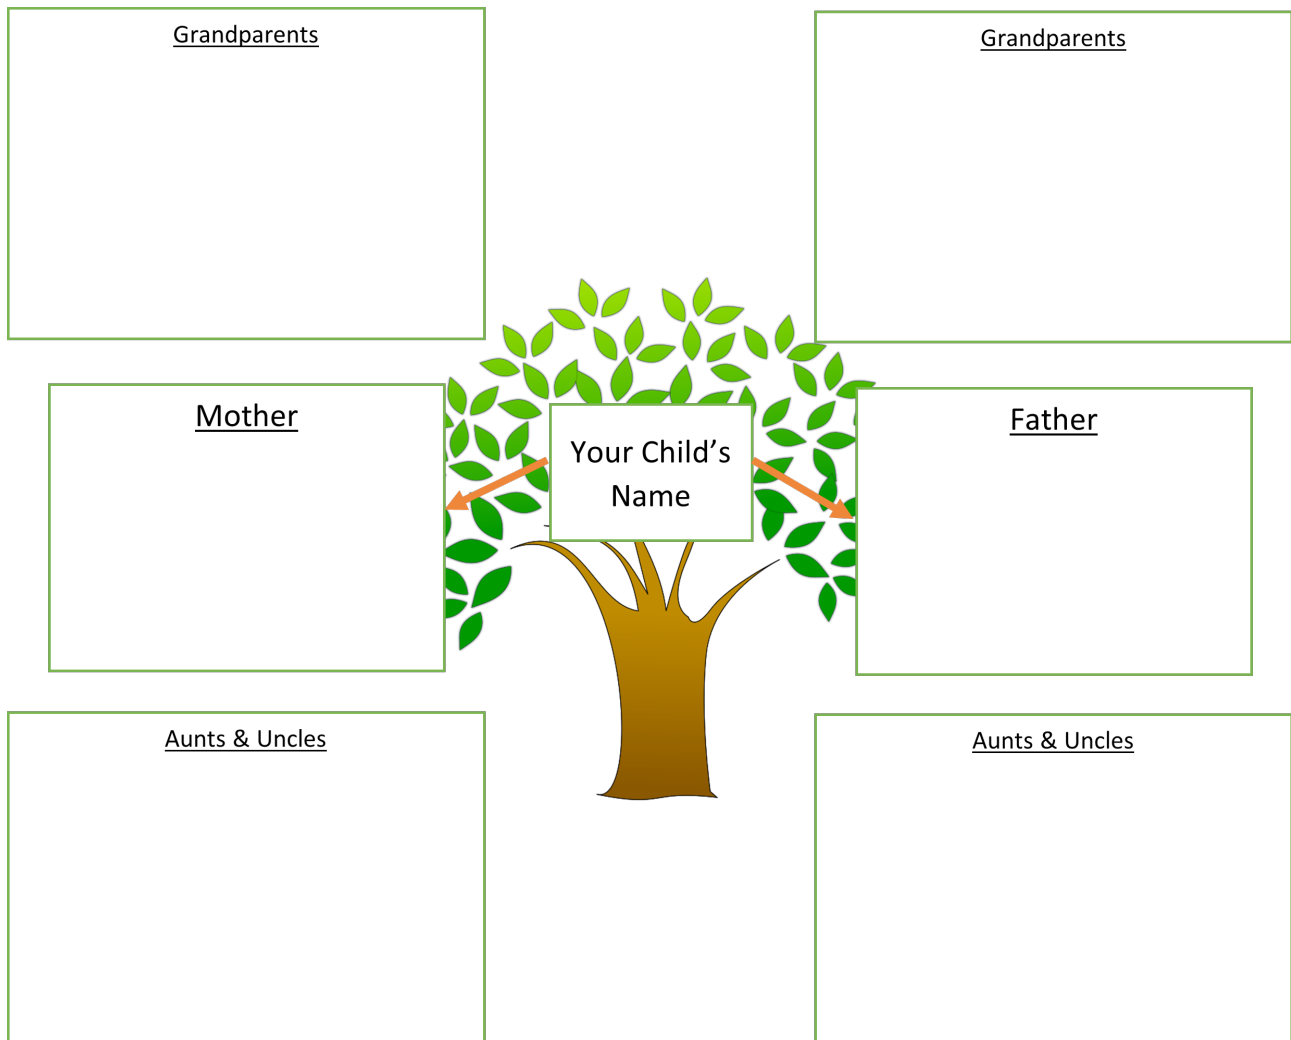 Grandparents
Grandparents
Mother
Your Child’s
Name
Father
Aunts & Uncles
Aunts & Uncles